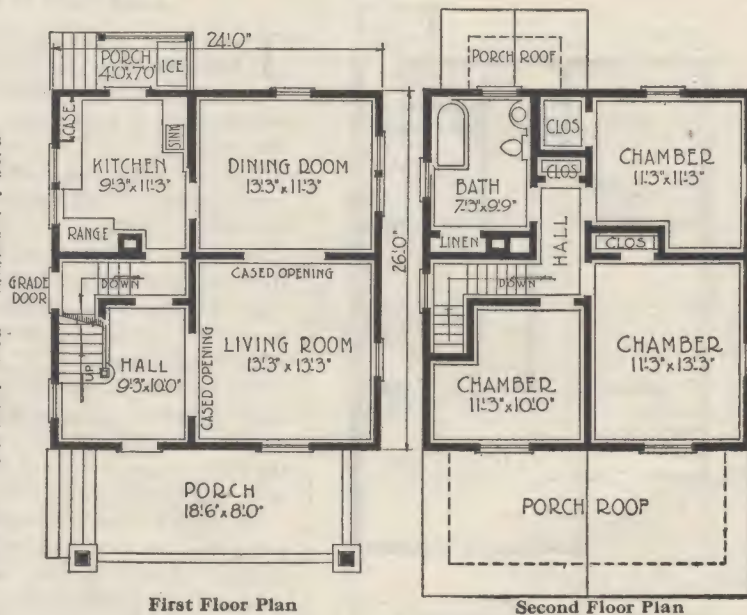 24'0"
PORCH
4'0"x7'0"
ICE
CASE
SINK
KITCHEN
9'3"x11'3"
DINING ROOM
13'3"x11'3"
RANGE
GRADE
DOOR
DOWN
CASED OPENING
26'0"
HALL
9'3"x10'0"
UP
CASED OPENING
LIVING ROOM
13'3"x13'3"
PORCH
18'6"x8'0"
First Floor Plan
PORCH ROOF
CLOS
CLOS
CHAMBER
11'3"x11'3"
BATH
7'3"x9'9"
LINEN
HALL
CLOS
DOWN
CHAMBER
11'3"x10'0"
CHAMBER
11'3"x13'3"
PORCH ROOF
Second Floor Plan